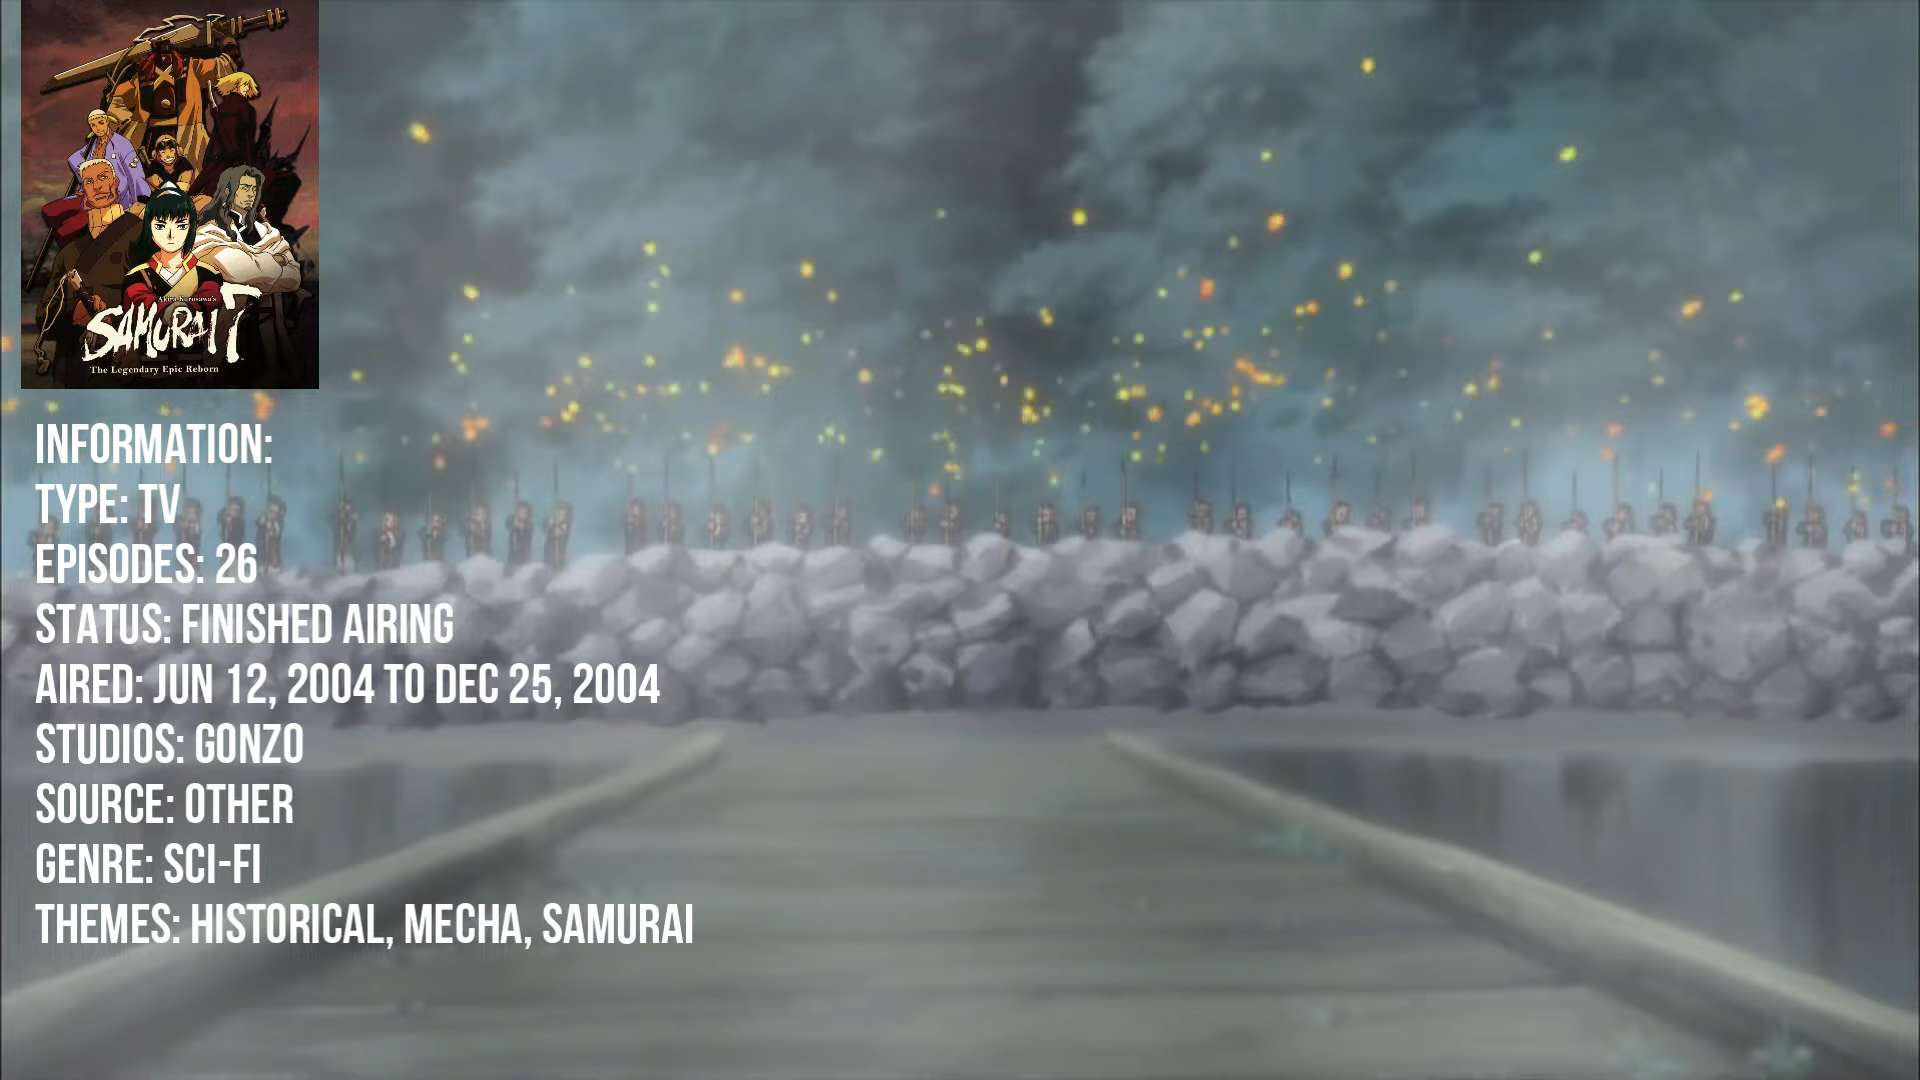 Akira Kurosawa's
SAMURAI 7
The Legendary Epic Reborn
INFORMATION:
TYPE: TV
EPISODES: 26
STATUS: FINISHED AIRING
AIRED: JUN 12, 2004 TO DEC 25, 2004
STUDIOS: GONZO
SOURCE: OTHER
GENRE: SCI-FI
THEMES: HISTORICAL, MECHA, SAMURAI